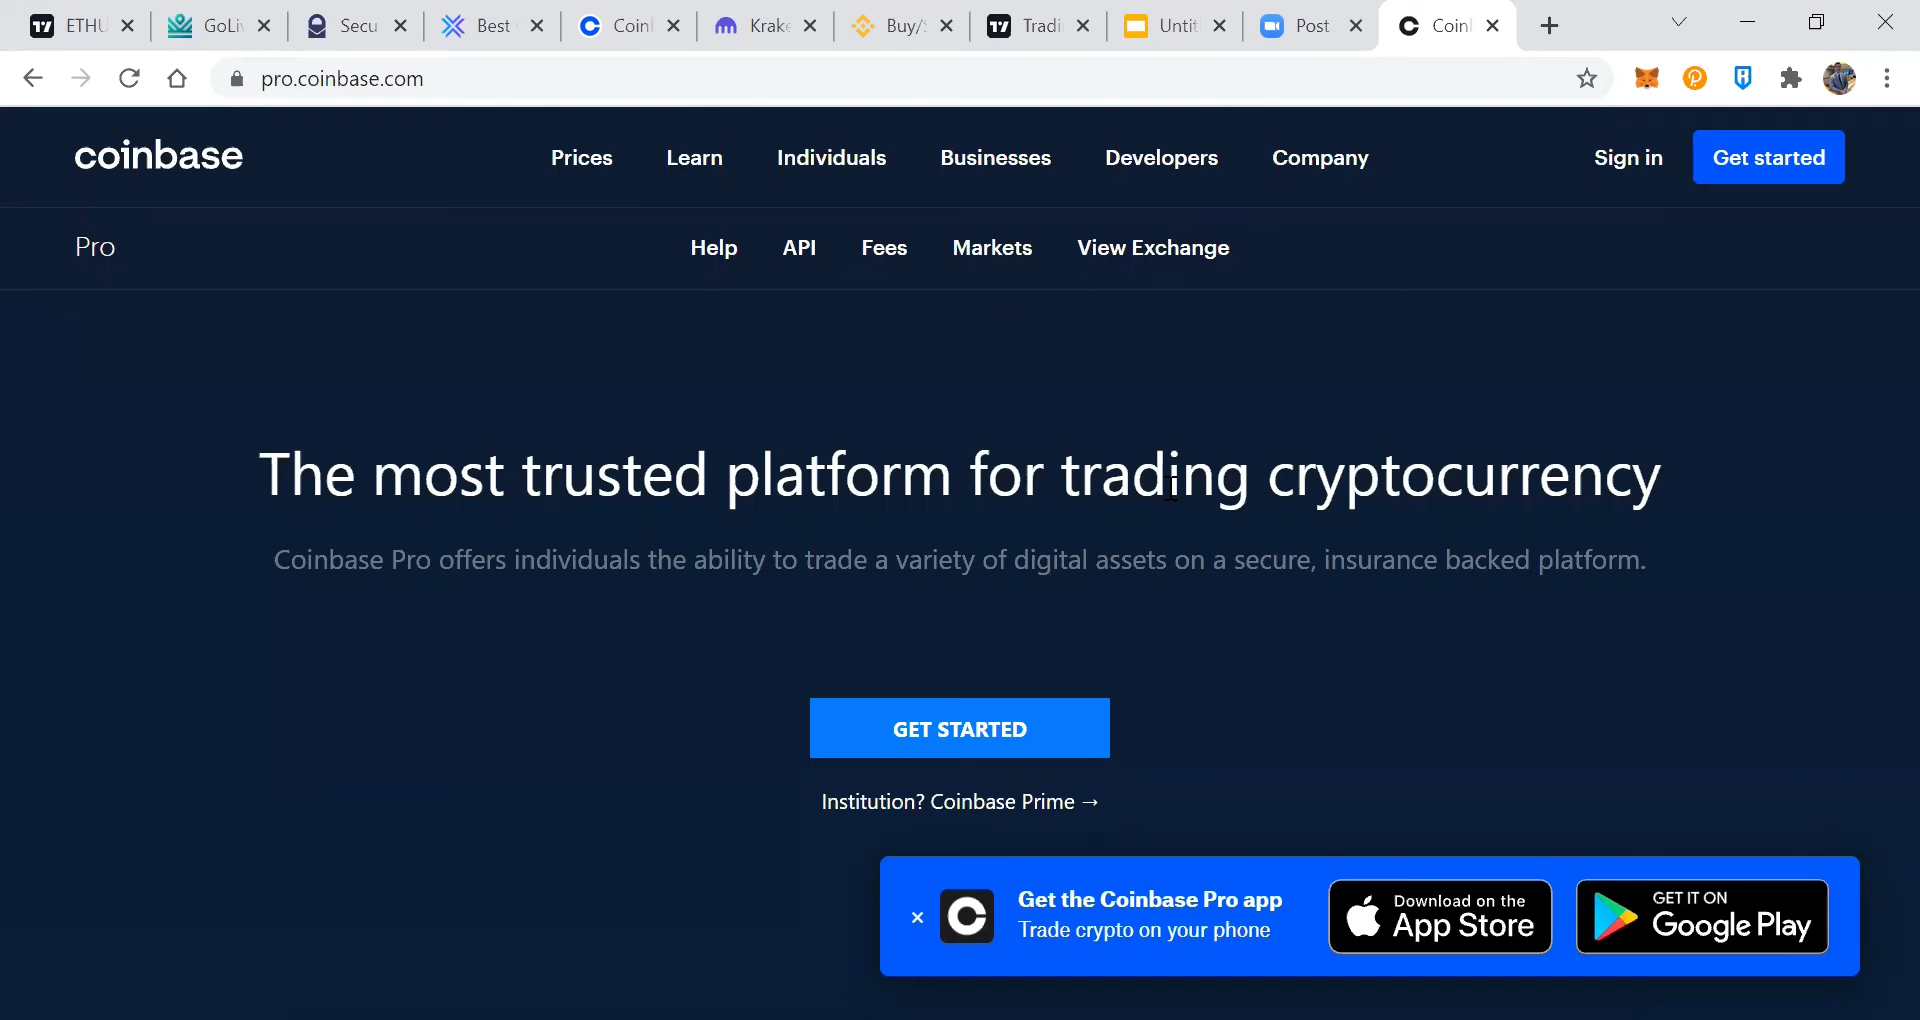 ETHU
GoLiv
Secu
Best
Coinl
Krake
Buy/S
Tradi
Untit
Post
Coinl
pro.coinbase.com
coinbase
Prices
Learn
Individuals
Businesses
Developers
Company
Sign in
Get started
Pro
Help
API
Fees
Markets
View Exchange
The most trusted platform for trading cryptocurrency
Coinbase Pro offers individuals the ability to trade a variety of digital assets on a secure, insurance backed platform.
GET STARTED
Institution? Coinbase Prime →
Get the Coinbase Pro app
Trade crypto on your phone
Download on the
App Store
GET IT ON
Google Play